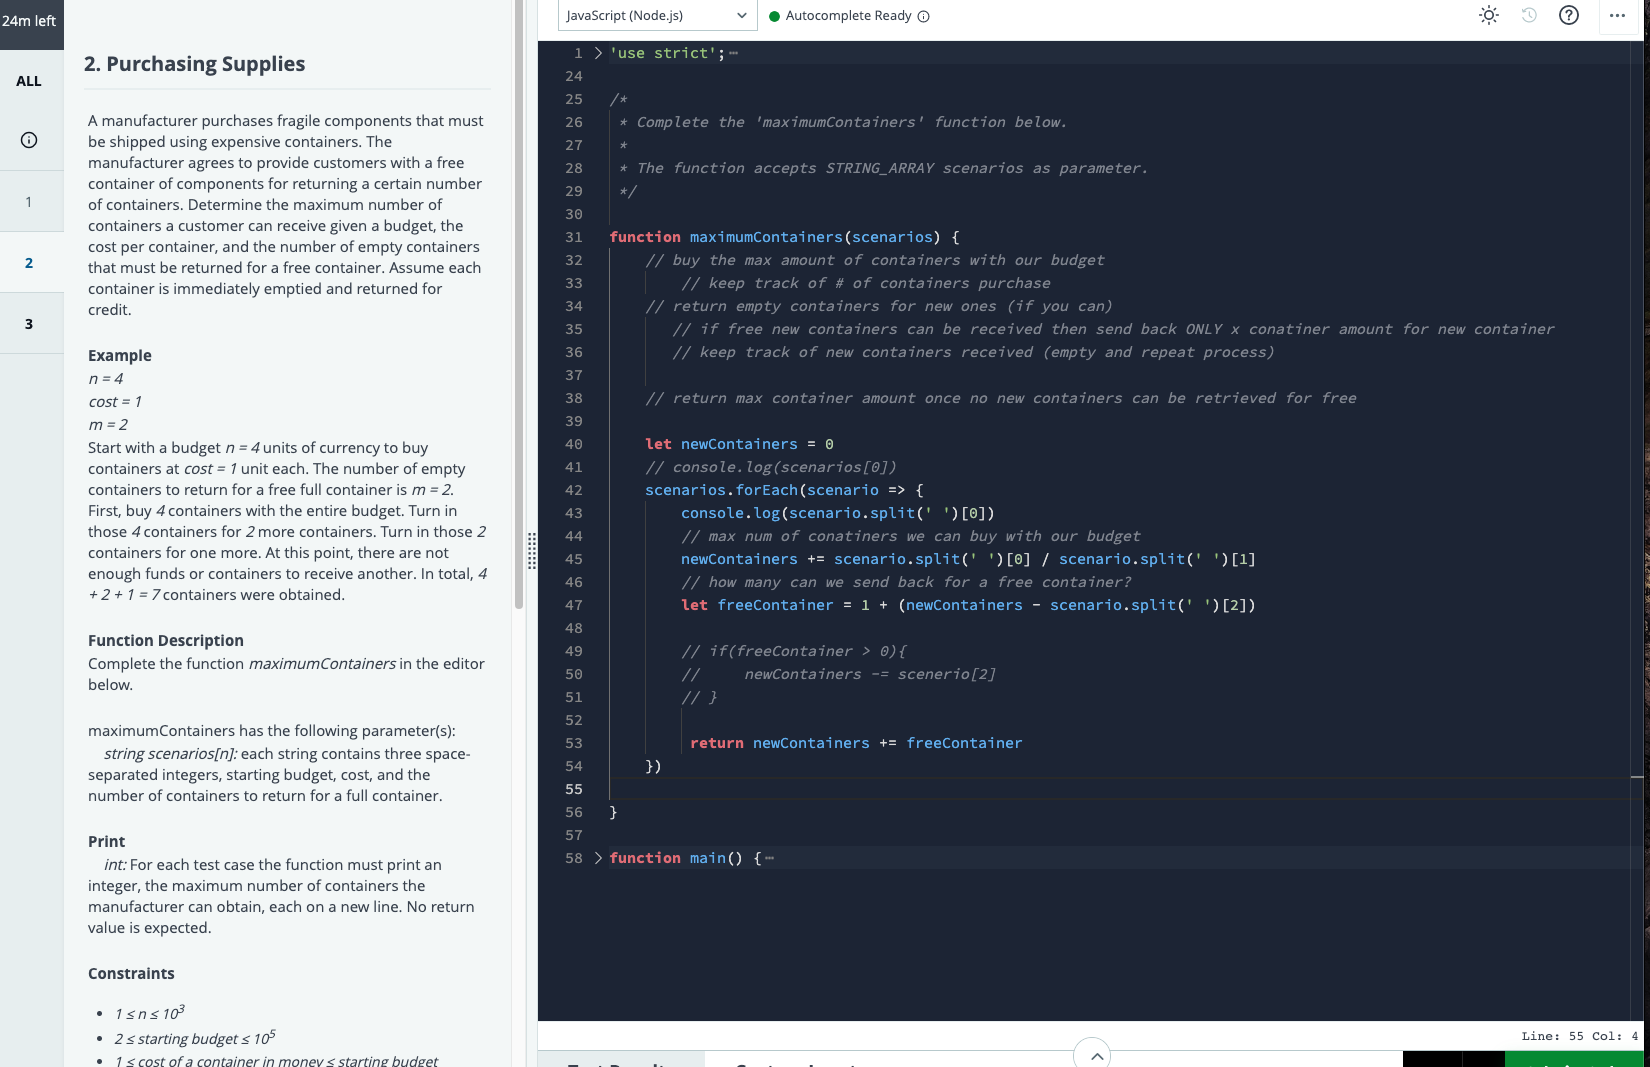 24m left
ALL
1
2
3
2. Purchasing Supplies
A manufacturer purchases fragile components that must
be shipped using expensive containers. The
manufacturer agrees to provide customers with a free
container of components for returning a certain number
of containers. Determine the maximum number of
containers a customer can receive given a budget, the
cost per container, and the number of empty containers
that must be returned for a free container. Assume each
container is immediately emptied and returned for
credit.
Example
n = 4
cost = 1
m = 2
Start with a budget n = 4 units of currency to buy
containers at cost = 1 unit each. The number of empty
containers to return for a free full container is m = 2.
First, buy 4 containers with the entire budget. Turn in
those 4 containers for 2 more containers. Turn in those 2
containers for one more. At this point, there are not
enough funds or containers to receive another. In total, 4
+ 2 + 1 = 7 containers were obtained.
Function Description
Complete the function maximumContainers in the editor
below.
maximumContainers has the following parameter(s):
string scenarios[n]: each string contains three space-
separated integers, starting budget, cost, and the
number of containers to return for a full container.
Print
int: For each test case the function must print an
integer, the maximum number of containers the
manufacturer can obtain, each on a new line. No return
value is expected.
Constraints
• 1 ≤ n ≤ 10³
• 2 ≤ starting budget ≤ 10⁵
• 1 ≤ cost of a container in money ≤ starting budget
JavaScript (Node.js)
Autocomplete Ready
1 'use strict';
24
25 /*
26 * Complete the 'maximumContainers' function below.
27 *
28 * The function accepts STRING_ARRAY scenarios as parameter.
29 */
30
31 function maximumContainers(scenarios) {
32 // buy the max amount of containers with our budget
33 // keep track of # of containers purchase
34 // return empty containers for new ones (if you can)
35 // if free new containers can be received then send back ONLY x conatiner amount for new container
36 // keep track of new containers received (empty and repeat process)
37
38 // return max container amount once no new containers can be retrieved for free
39
40 let newContainers = 0
41 // console.log(scenarios[0])
42 scenarios.forEach(scenario => {
43 console.log(scenario.split(' ')[0])
44 // max num of conatiners we can buy with our budget
45 newContainers += scenario.split(' ')[0] / scenario.split(' ')[1]
46 // how many can we send back for a free container?
47 let freeContainer = 1 + (newContainers - scenario.split(' ')[2])
48
49 // if(freeContainer > 0){
50 // newContainers -= scenerio[2]
51 // }
52
53 return newContainers += freeContainer
54 })
55
56 }
57
58 function main() {
Line: 55 Col: 4